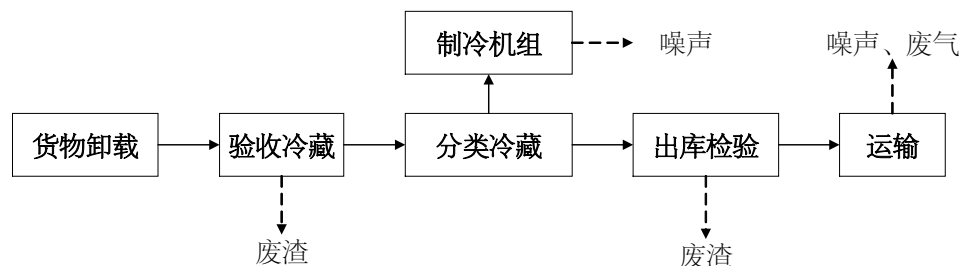 制冷机组
噪声
噪声、废气
货物卸载
验收冷藏
分类冷藏
出库检验
运输
废渣
废渣